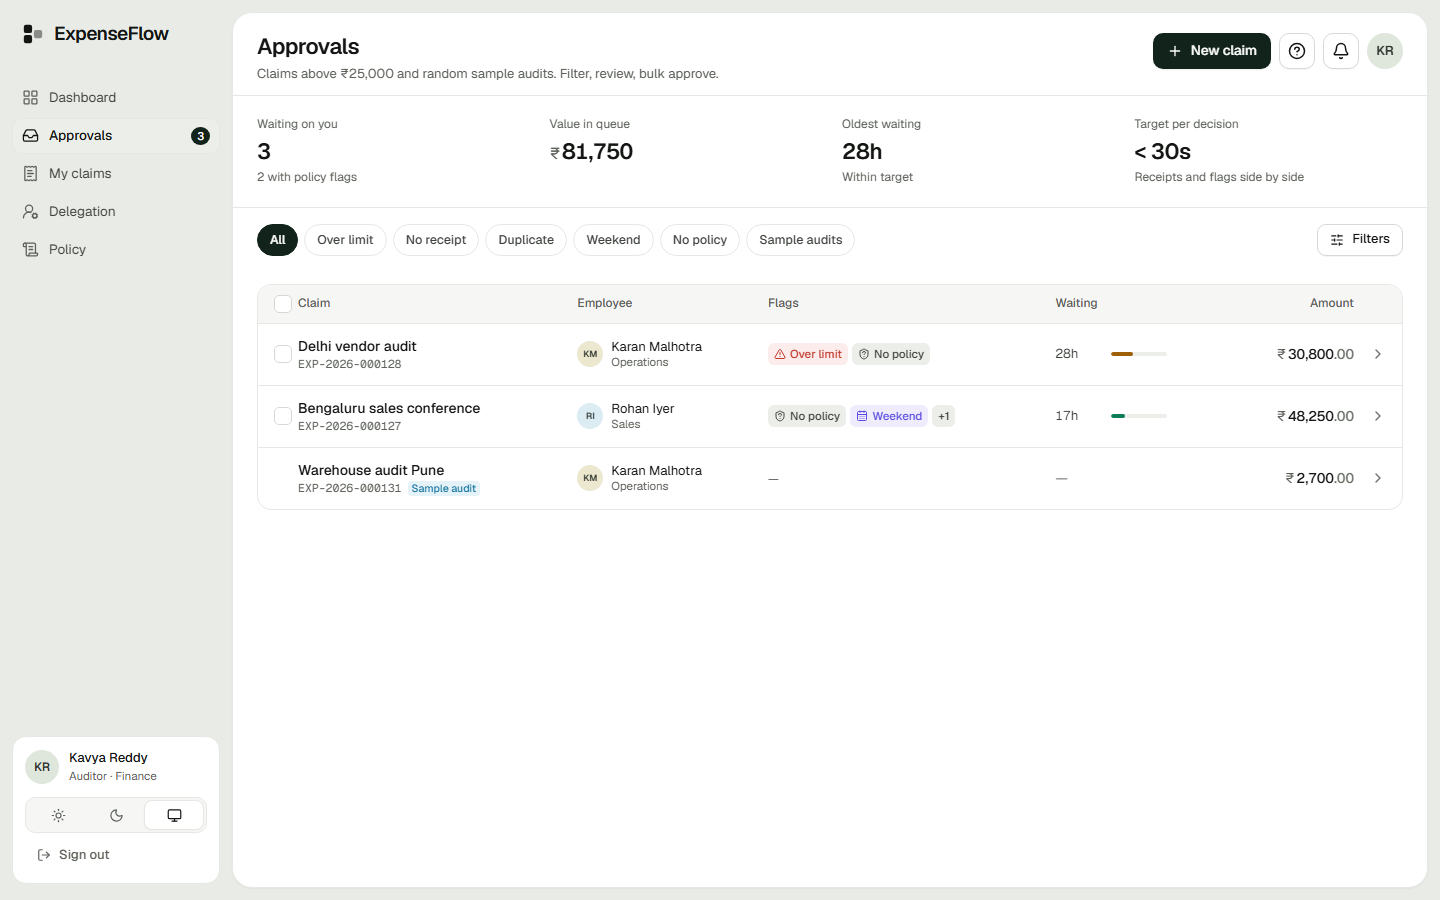 ExpenseFlow
Dashboard
Approvals 3
My claims
Delegation
Policy
Kavya Reddy
KR
Auditor · Finance
Sign out
Approvals
Claims above ₹25,000 and random sample audits. Filter, review, bulk approve.
New claim
KR
Waiting on you
3
2 with policy flags
Value in queue
₹81,750
Oldest waiting
28h
Within target
Target per decision
< 30s
Receipts and flags side by side
All Over limit No receipt Duplicate Weekend No policy Sample audits Filters
Claim Employee Flags Waiting Amount
Delhi vendor audit
EXP-2026-000128
KM
Karan Malhotra
Operations
Over limit No policy
28h
₹30,800.00
Bengaluru sales conference
EXP-2026-000127
RI
Rohan Iyer
Sales
No policy Weekend +1
17h
₹48,250.00
Warehouse audit Pune
EXP-2026-000131 Sample audit
KM
Karan Malhotra
Operations
—
—
₹2,700.00